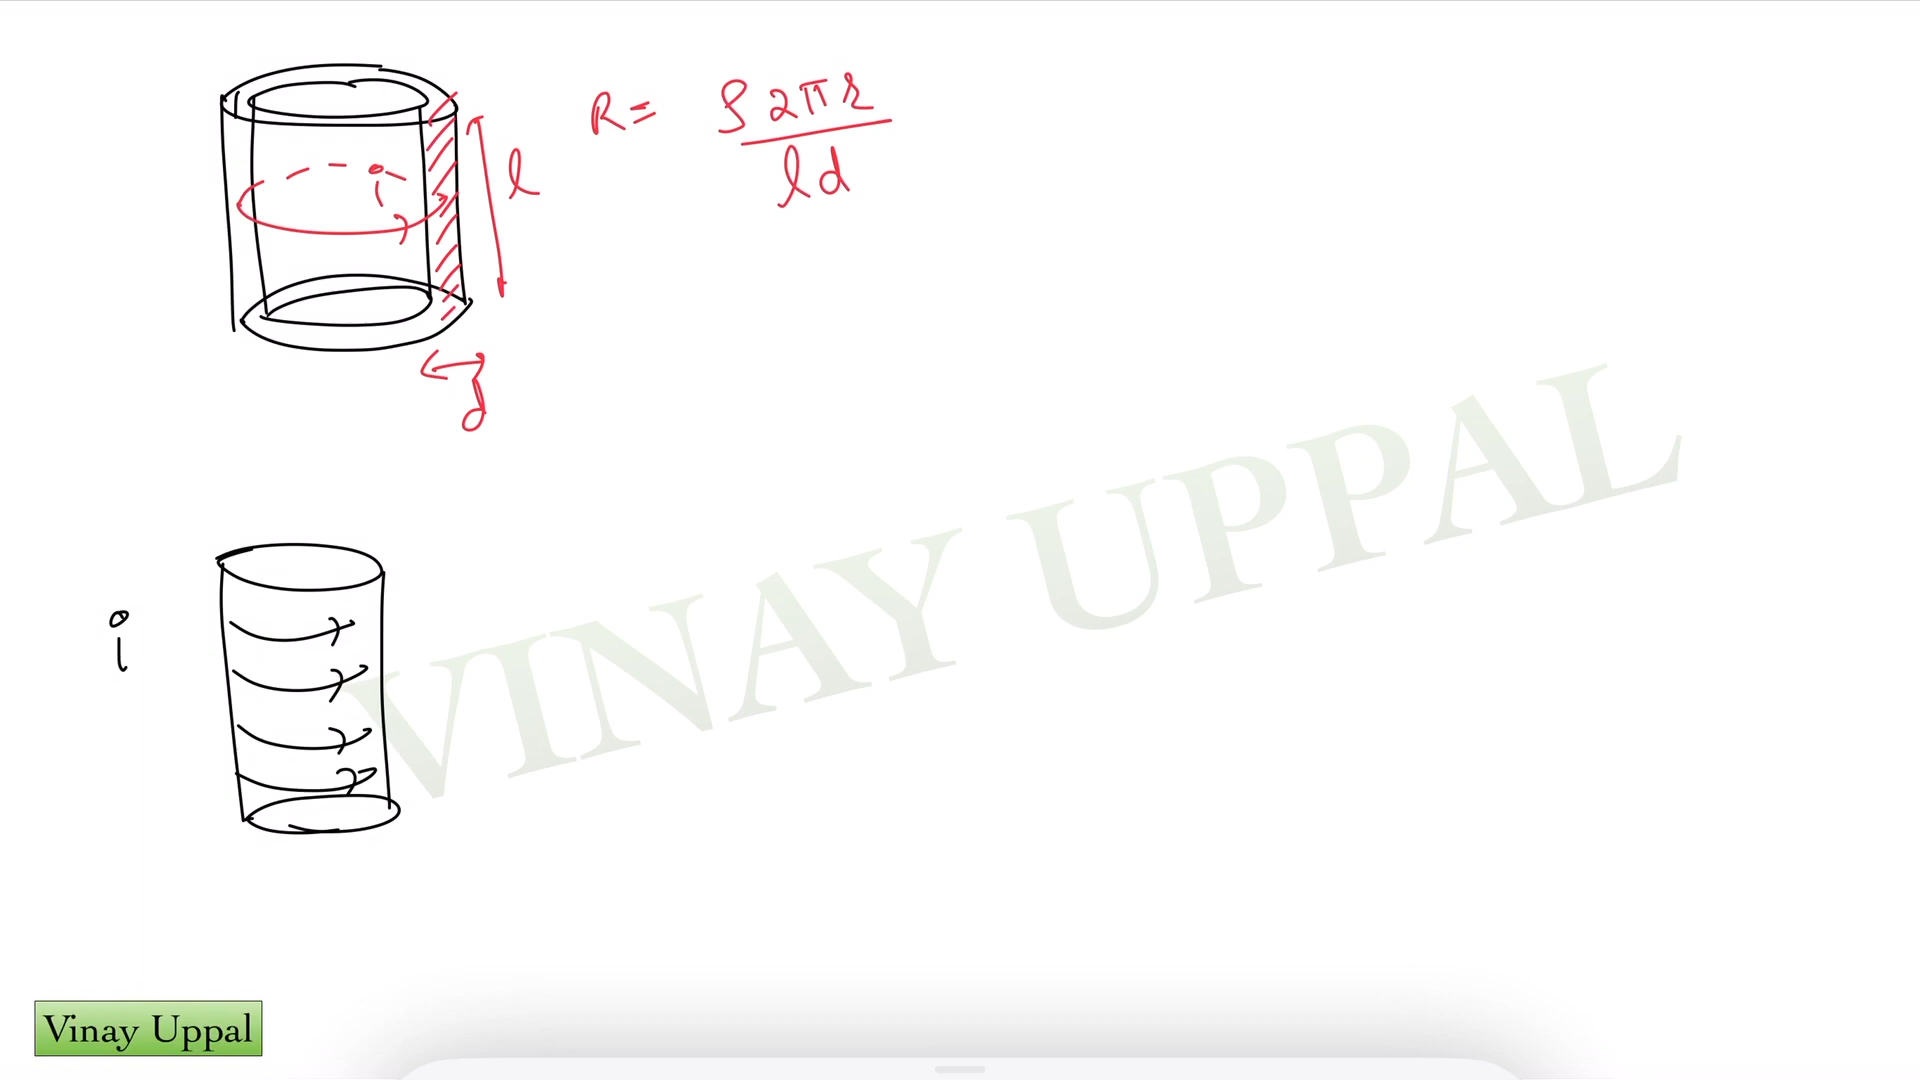 R = ρ2πr / ld
i
l
d
i
VINAY UPPAL
Vinay Uppal